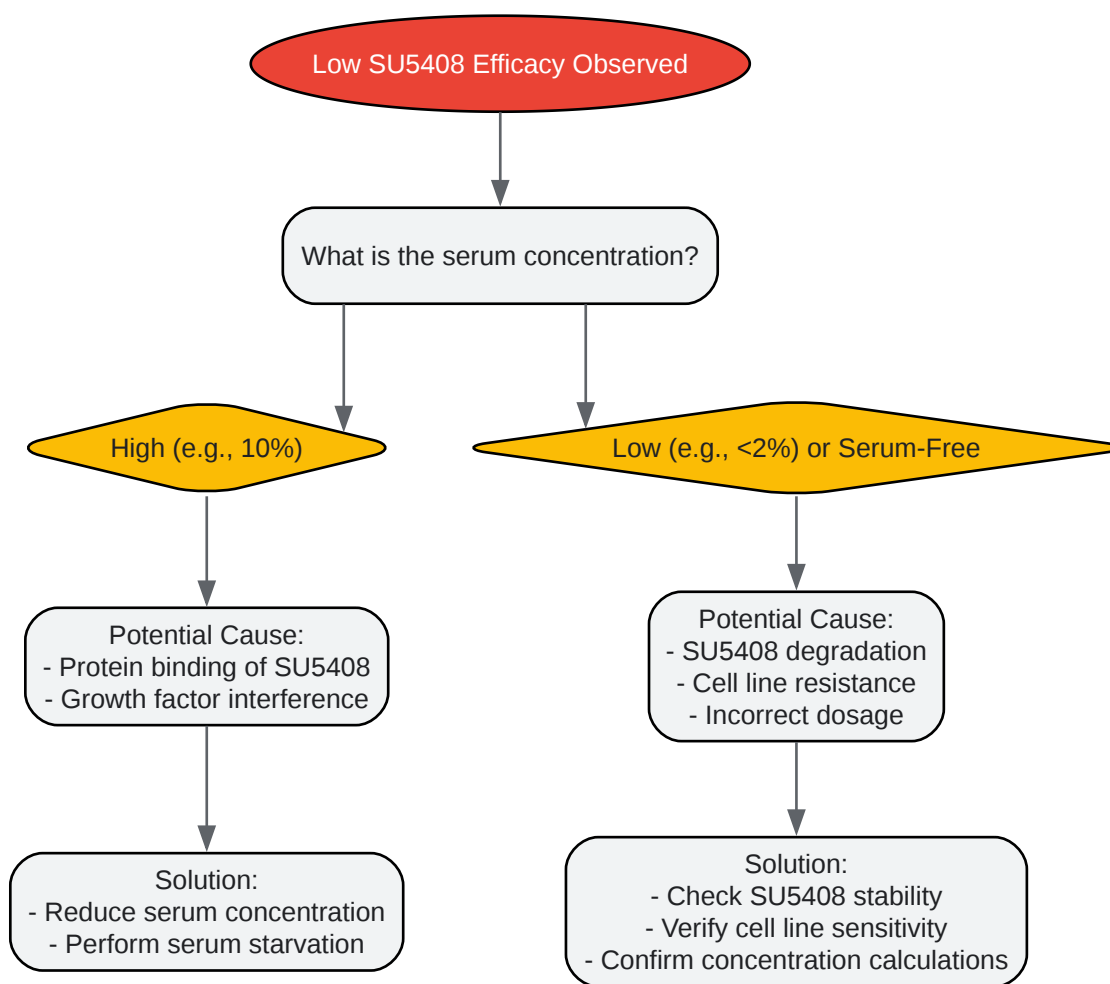 Low SU5408 Efficacy Observed
What is the serum concentration?
High (e.g., 10%)
Low (e.g., <2%) or Serum-Free
Potential Cause:
- Protein binding of SU5408
- Growth factor interference
Potential Cause:
- SU5408 degradation
- Cell line resistance
- Incorrect dosage
Solution:
- Reduce serum concentration
- Perform serum starvation
Solution:
- Check SU5408 stability
- Verify cell line sensitivity
- Confirm concentration calculations